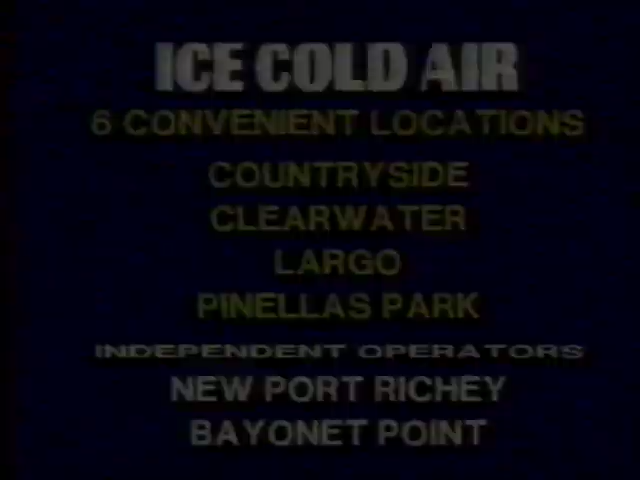 ICE COLD AIR
6 CONVENIENT LOCATIONS
COUNTRYSIDE
CLEARWATER
LARGO
PINELLAS PARK
INDEPENDENT OPERATORS
NEW PORT RICHEY
BAYONET POINT